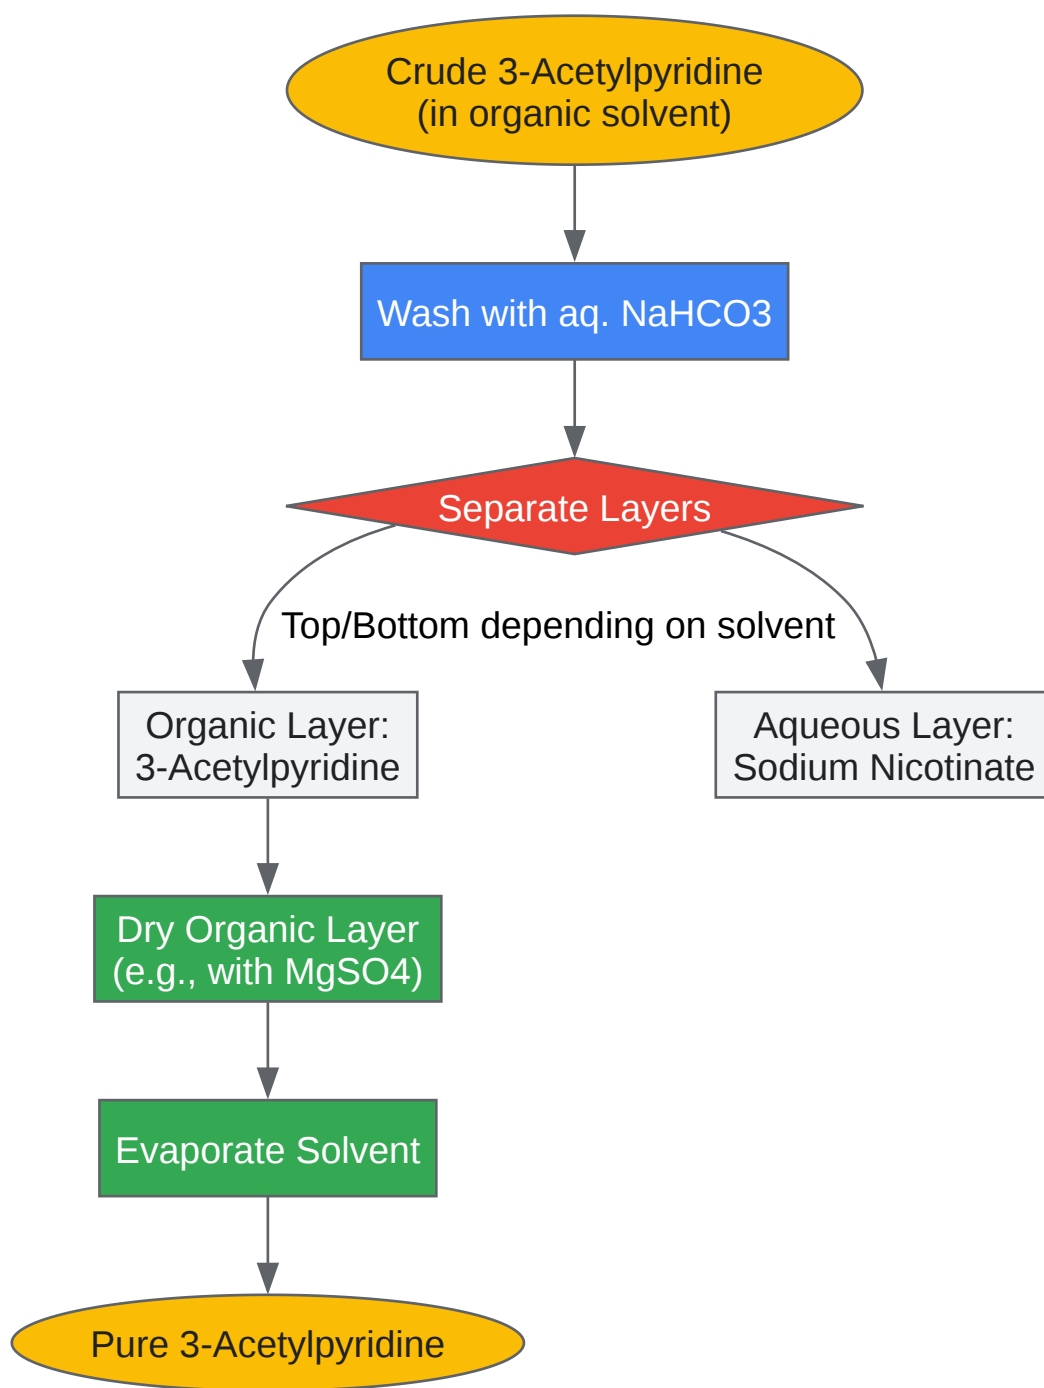 Crude 3-Acetylpyridine
(in organic solvent)
Wash with aq. NaHCO3
Separate Layers
Top/Bottom depending on solvent
Organic Layer:
3-Acetylpyridine
Aqueous Layer:
Sodium Nicotinate
Dry Organic Layer
(e.g., with MgSO4)
Evaporate Solvent
Pure 3-Acetylpyridine